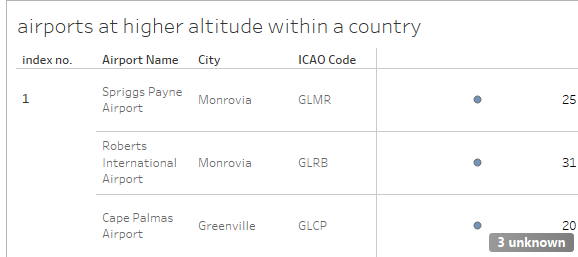 airports at higher altitude within a country
index no. Airport Name City ICAO Code
1 Spriggs Payne Airport Monrovia GLMR 25
Roberts International Airport Monrovia GLRB 31
Cape Palmas Airport Greenville GLCP 20
3 unknown